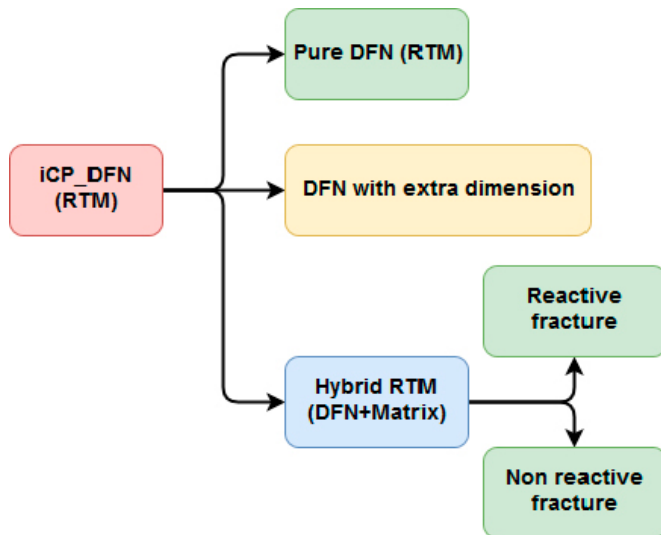 Pure DFN (RTM)
iCP_DFN
(RTM)
DFN with extra dimension
Reactive
fracture
Hybrid RTM
(DFN+Matrix)
Non reactive
fracture